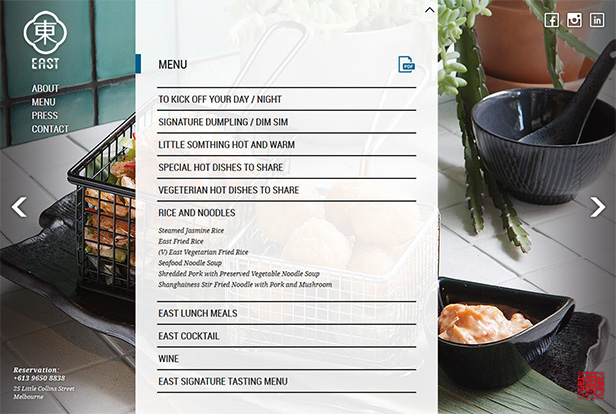 東
EAST
ABOUT
MENU
PRESS
CONTACT
MENU
PDF
TO KICK OFF YOUR DAY / NIGHT
SIGNATURE DUMPLING / DIM SIM
LITTLE SOMTHING HOT AND WARM
SPECIAL HOT DISHES TO SHARE
VEGETERIAN HOT DISHES TO SHARE
RICE AND NOODLES
Steamed Jasmine Rice
East Fried Rice
(V) East Vegetarian Fried Rice
Seafood Noodle Soup
Shredded Pork with Preserved Vegetable Noodle Soup
Shanghainess Stir Fried Noodle with Pork and Mushroom
EAST LUNCH MEALS
EAST COCKTAIL
WINE
EAST SIGNATURE TASTING MENU
Reservation:
+613 9650 8838
25 Little Collins Street
Melbourne